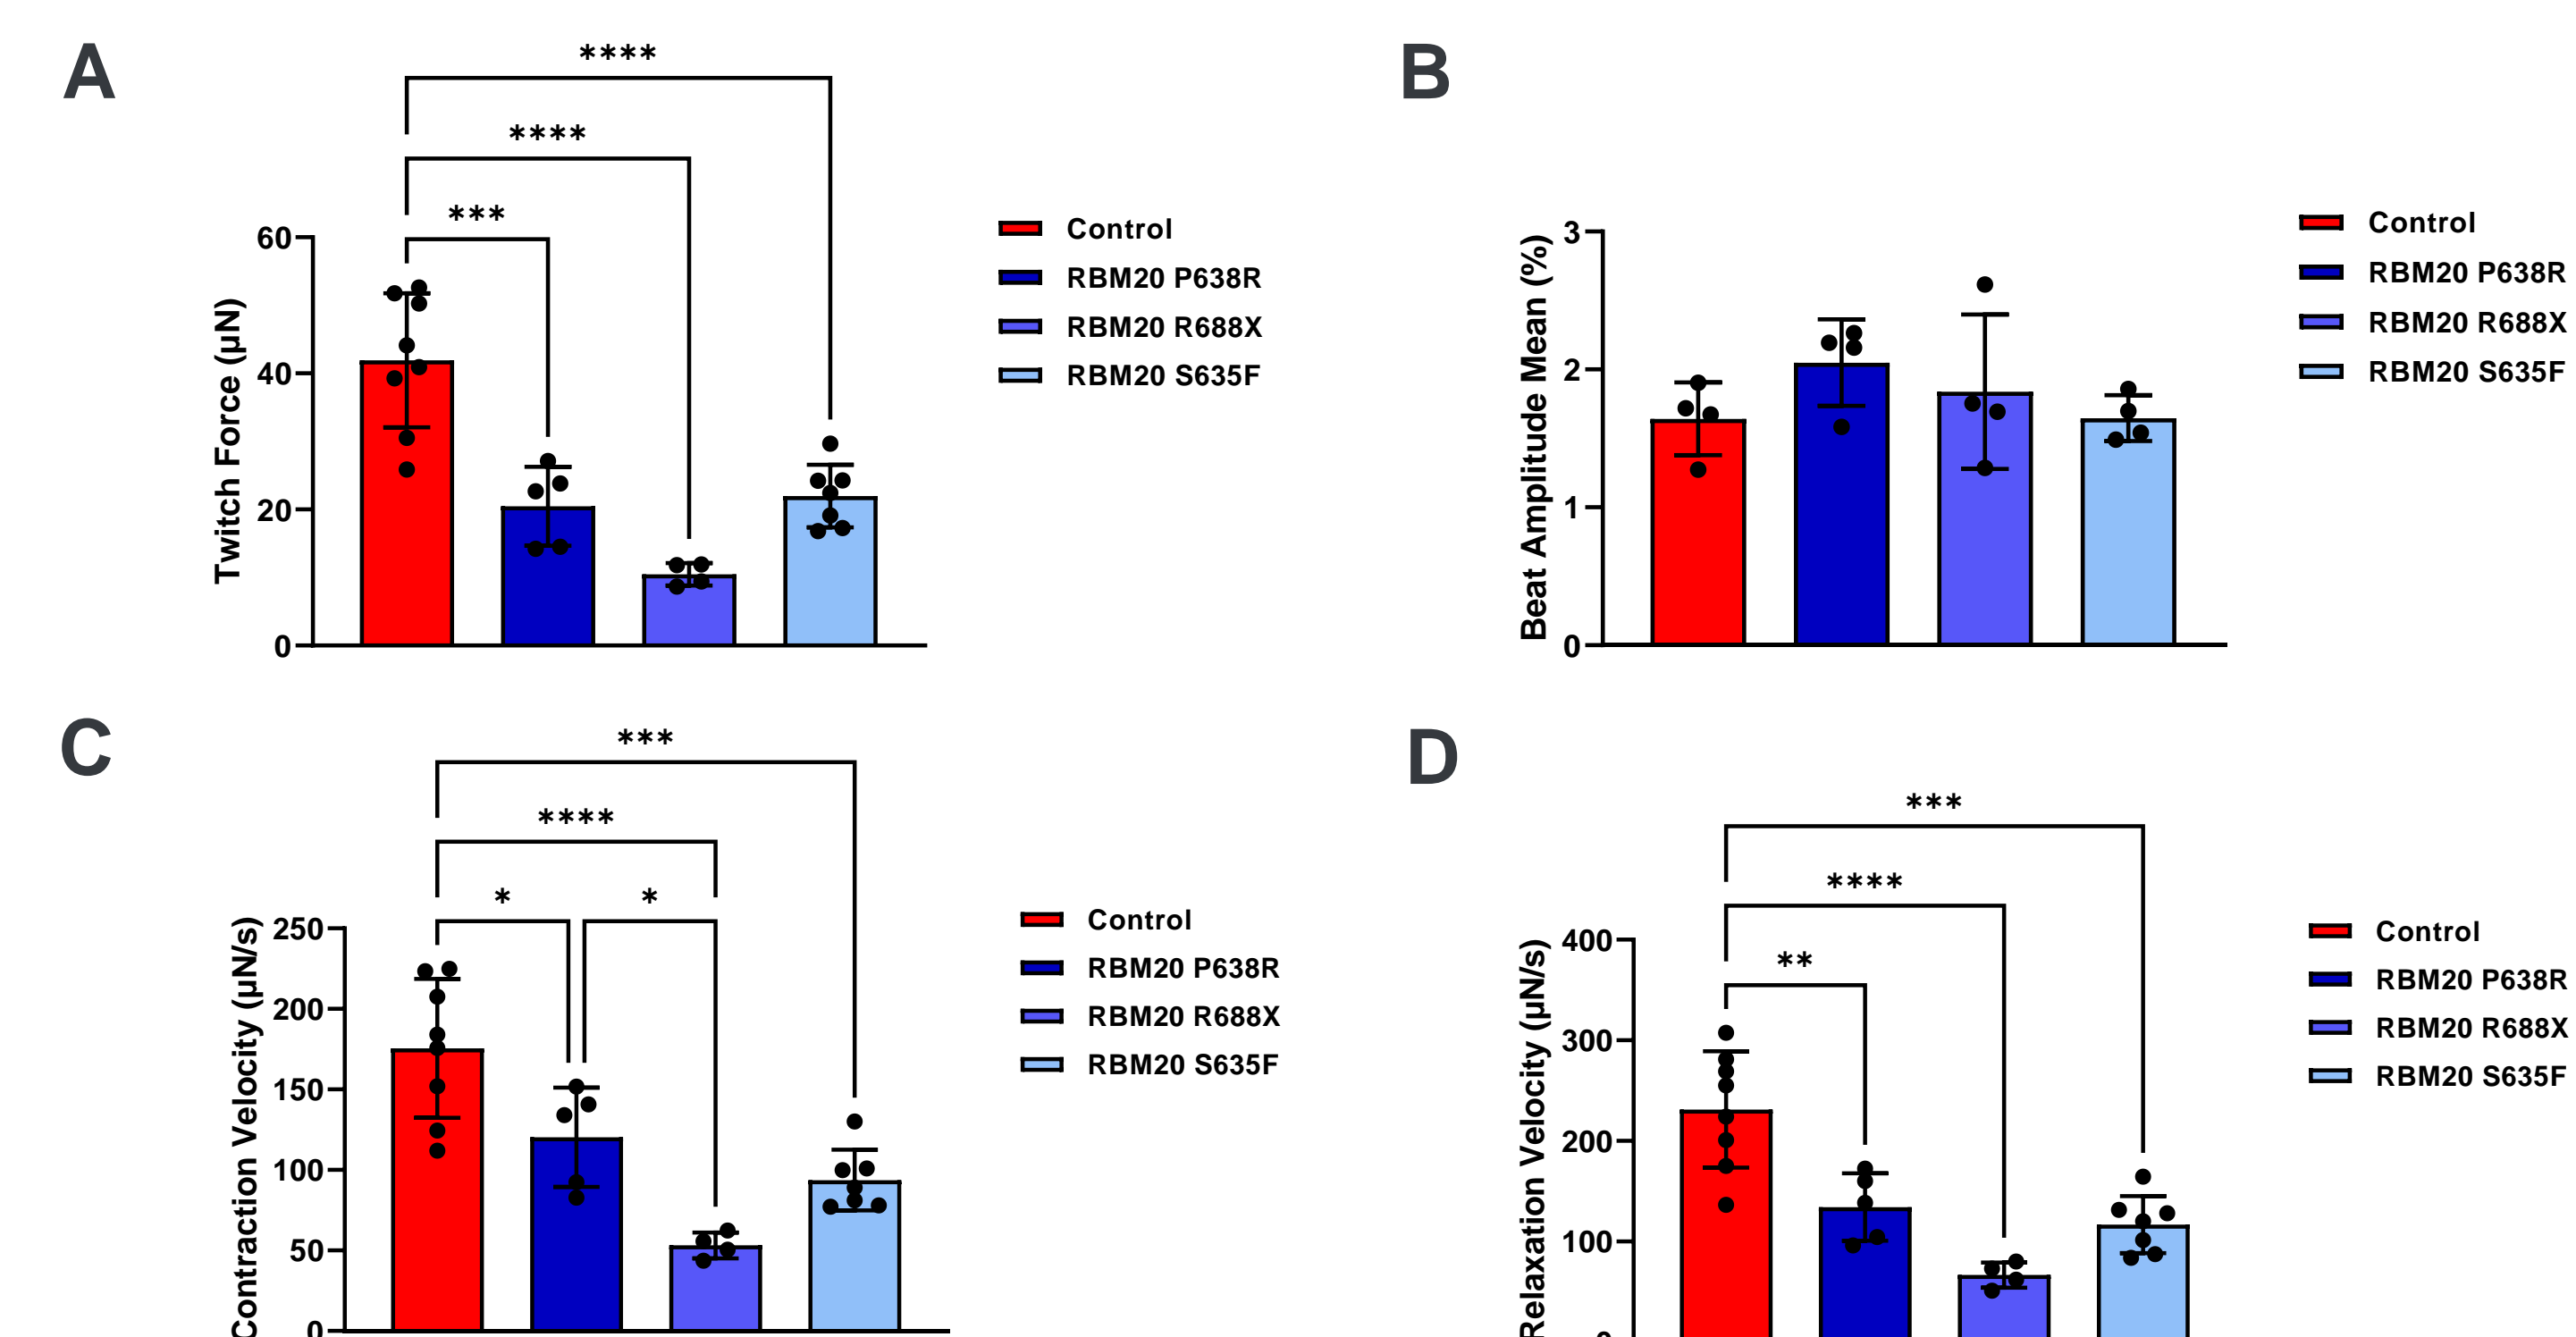 A
****
****
***
60
40
20
0
Twitch Force (µN)
Control
RBM20 P638R
RBM20 R688X
RBM20 S635F
B
3
2
1
0
Beat Amplitude Mean (%)
Control
RBM20 P638R
RBM20 R688X
RBM20 S635F
C
***
****
*
*
250
200
150
100
50
0
Contraction Velocity (µN/s)
Control
RBM20 P638R
RBM20 R688X
RBM20 S635F
D
***
****
**
400
300
200
100
0
Relaxation Velocity (µN/s)
Control
RBM20 P638R
RBM20 R688X
RBM20 S635F